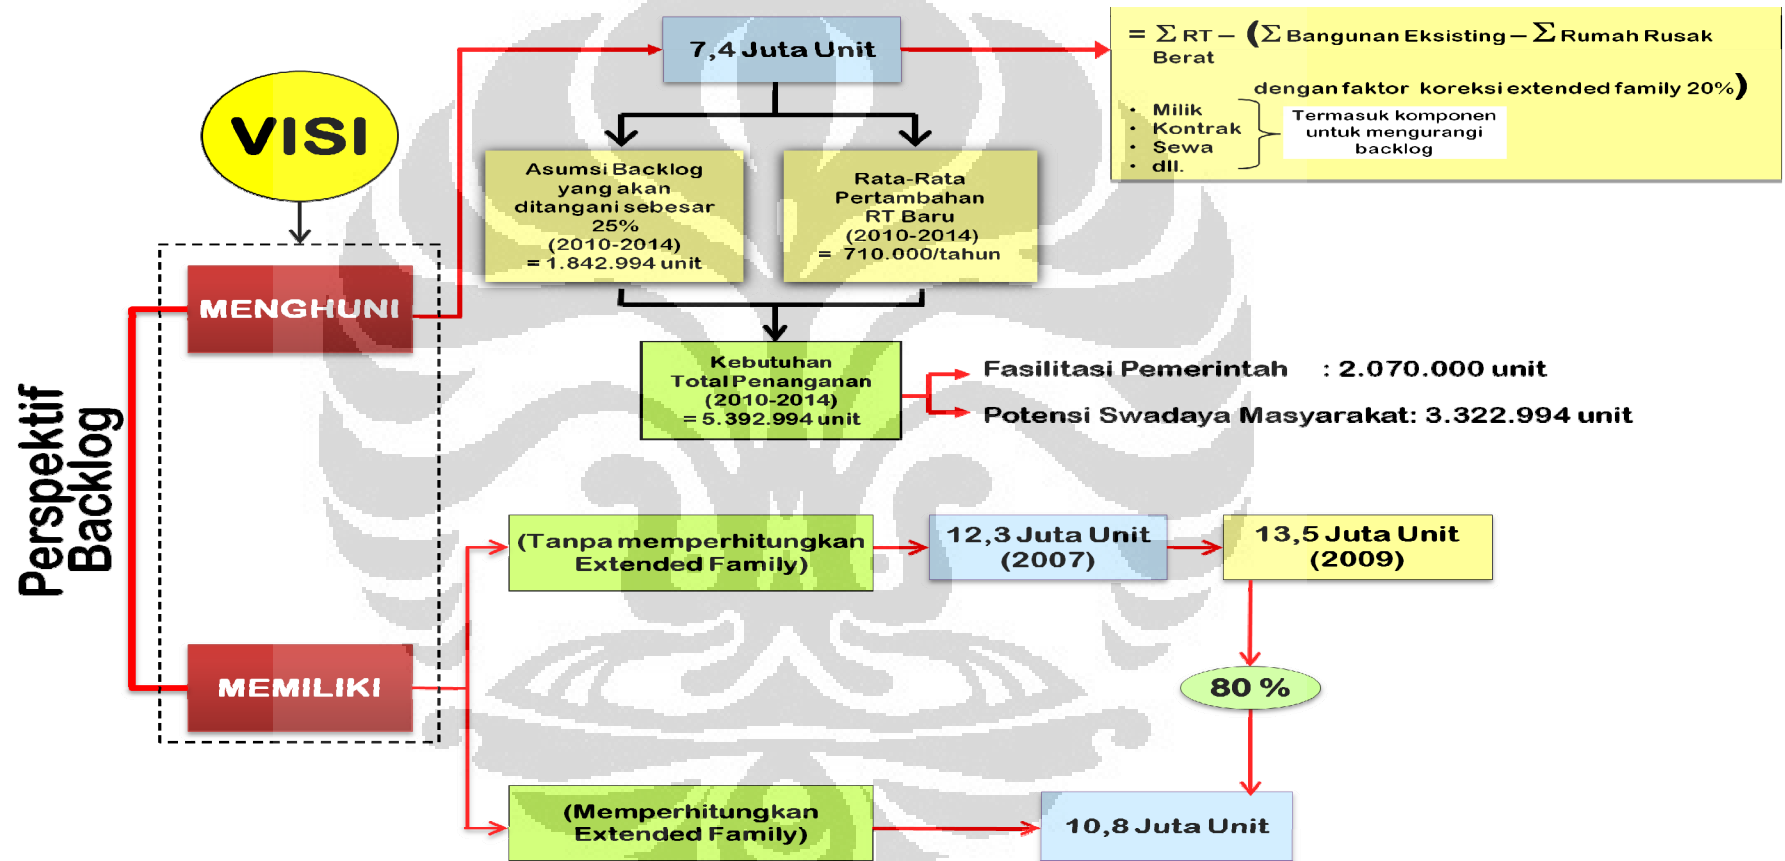 Perspektif
Backlog
VISI
MENGHUNI
MEMILIKI
7,4 Juta Unit
= Σ RT – (Σ Bangunan Eksisting – Σ Rumah Rusak
Berat
dengan faktor koreksi extended family 20%)
• Milik
• Kontrak
• Sewa
• dll.
Termasuk komponen
untuk mengurangi
backlog
Asumsi Backlog
yang akan
ditangani sebesar
25%
(2010-2014)
= 1.842.994 unit
Rata-Rata
Pertambahan
RT Baru
(2010-2014)
= 710.000/tahun
Kebutuhan
Total Penanganan
(2010-2014)
= 5.392.994 unit
Fasilitasi Pemerintah : 2.070.000 unit
Potensi Swadaya Masyarakat: 3.322.994 unit
(Tanpa memperhitungkan
Extended Family)
12,3 Juta Unit
(2007)
13,5 Juta Unit
(2009)
80 %
(Memperhitungkan
Extended Family)
10,8 Juta Unit